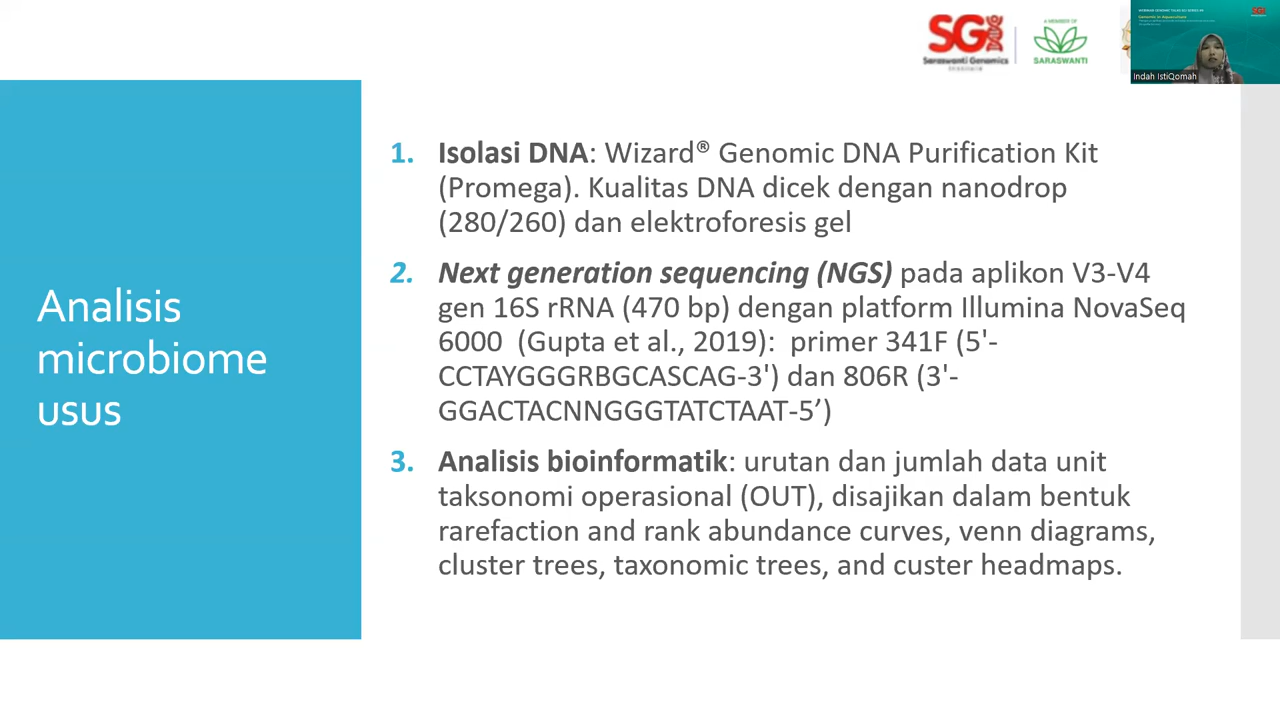 SG
Saraswanti Genomics
A MEMBER OF
SARASWANTI
Genomic in Aquaculture
SG
Indah IstiQomah
Analisis
microbiome
usus
1. Isolasi DNA: Wizard® Genomic DNA Purification Kit
(Promega). Kualitas DNA dicek dengan nanodrop
(280/260) dan elektroforesis gel
2. Next generation sequencing (NGS) pada aplikon V3-V4
gen 16S rRNA (470 bp) dengan platform Illumina NovaSeq
6000 (Gupta et al., 2019): primer 341F (5'-
CCTAYGGGRBGCASCAG-3') dan 806R (3'-
GGACTACNNGGGTATCTAAT-5’)
3. Analisis bioinformatik: urutan dan jumlah data unit
taksonomi operasional (OUT), disajikan dalam bentuk
rarefaction and rank abundance curves, venn diagrams,
cluster trees, taxonomic trees, and custer headmaps.